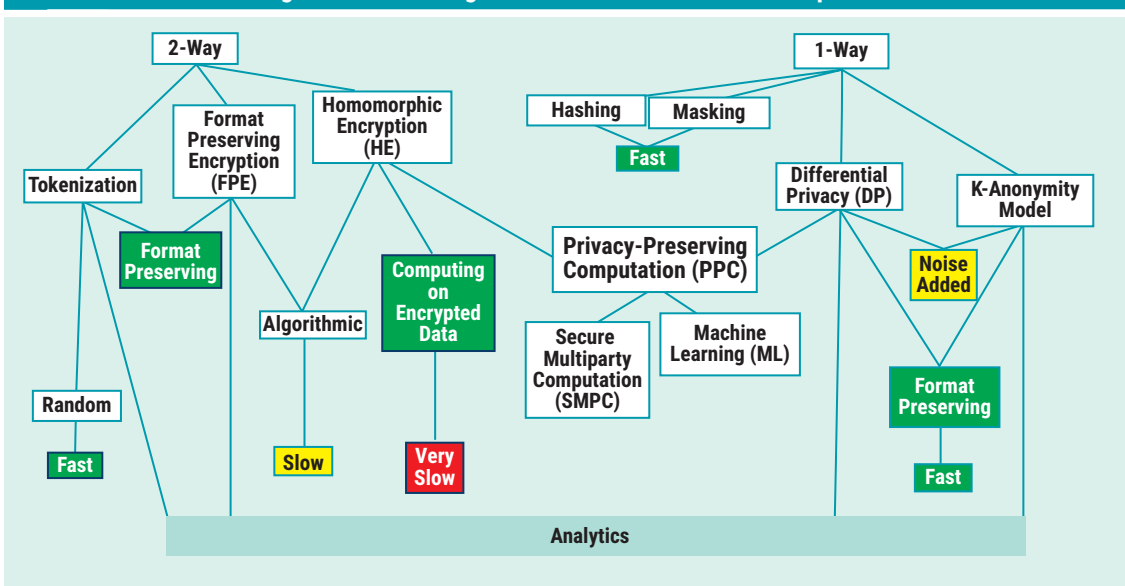 2-Way
1-Way
Homomorphic
Encryption
(HE)
Format
Preserving
Encryption
(FPE)
Hashing
Masking
Fast
Tokenization
Differential
Privacy (DP)
K-Anonymity
Model
Format
Preserving
Privacy-Preserving
Computation (PPC)
Computing
on
Encrypted
Data
Noise
Added
Algorithmic
Secure
Multiparty
Computation
(SMPC)
Machine
Learning (ML)
Format
Preserving
Random
Fast
Slow
Very
Slow
Fast
Analytics